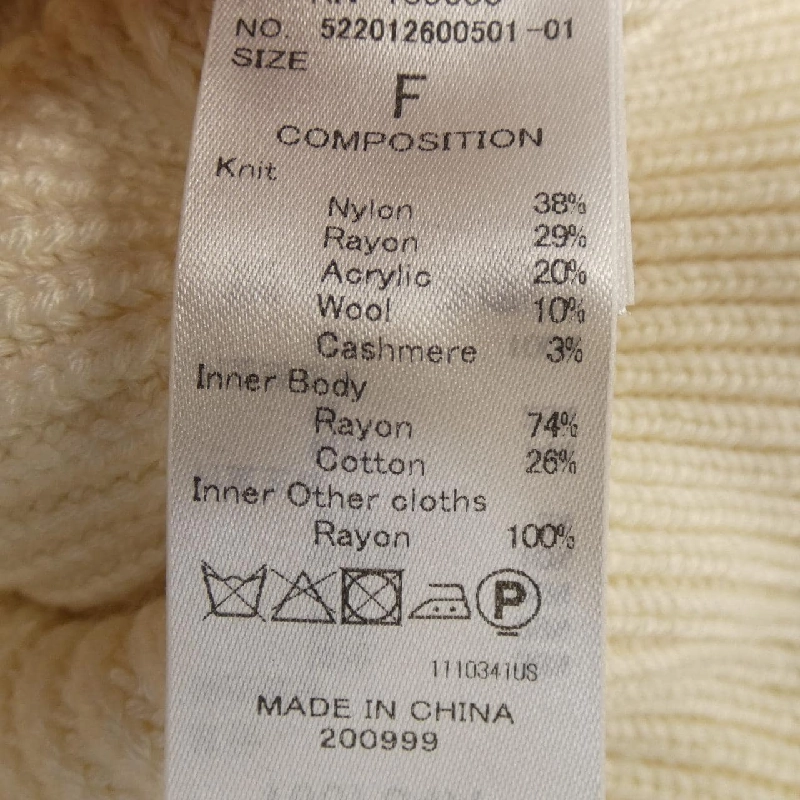 NO. 522012600501-01
SIZE
F
COMPOSITION
Knit
Nylon 38%
Rayon 29%
Acrylic 20%
Wool 10%
Cashmere 3%
Inner Body
Rayon 74%
Cotton 26%
Inner Other cloths
Rayon 100%
P
1110341US
MADE IN CHINA
200999